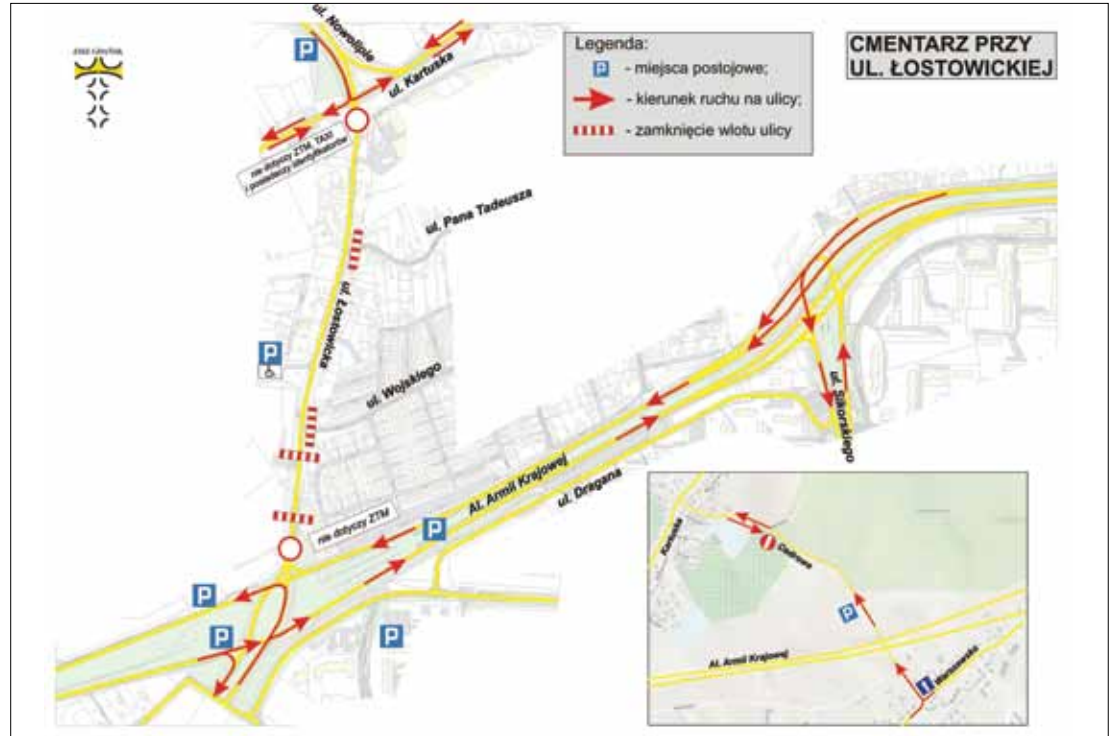 CMENTARZ PRZY
UL. ŁOSTOWICKIEJ
Legenda:
P - miejsca postojowe;
- kierunek ruchu na ulicy;
- zamknięcie wlotu ulicy
ul. Nowolipie
P
ul. Kartuska
nie dotyczy ZTM, TAXI
i posiadaczy identyfikatorów
ul. Pana Tadeusza
ul. Łostowicka
P
ul. Wojskiego
ul. Sikorskiego
Al. Armii Krajowej
ul. Dragana
nie dotyczy ZTM
P
P
P
P
Kartuska
Cedrowa
P
Al. Armii Krajowej
Warszawska